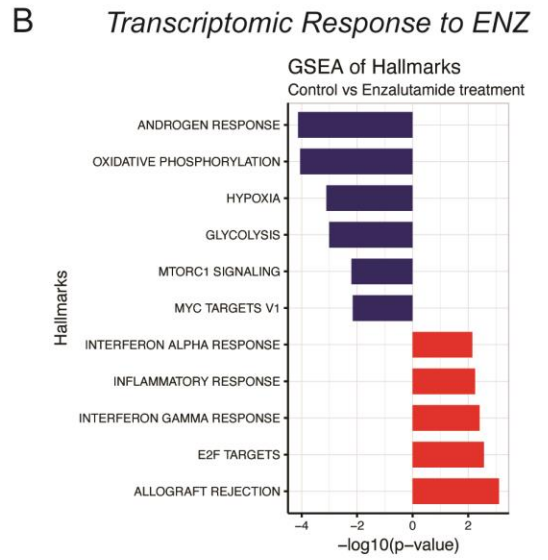 B
Transcriptomic Response to ENZ
GSEA of Hallmarks
Control vs Enzalutamide treatment
Hallmarks
ANDROGEN RESPONSE
OXIDATIVE PHOSPHORYLATION
HYPOXIA
GLYCOLYSIS
MTORC1 SIGNALING
MYC TARGETS V1
INTERFERON ALPHA RESPONSE
INFLAMMATORY RESPONSE
INTERFERON GAMMA RESPONSE
E2F TARGETS
ALLOGRAFT REJECTION
−4 −2 0 2
−log10(p−value)